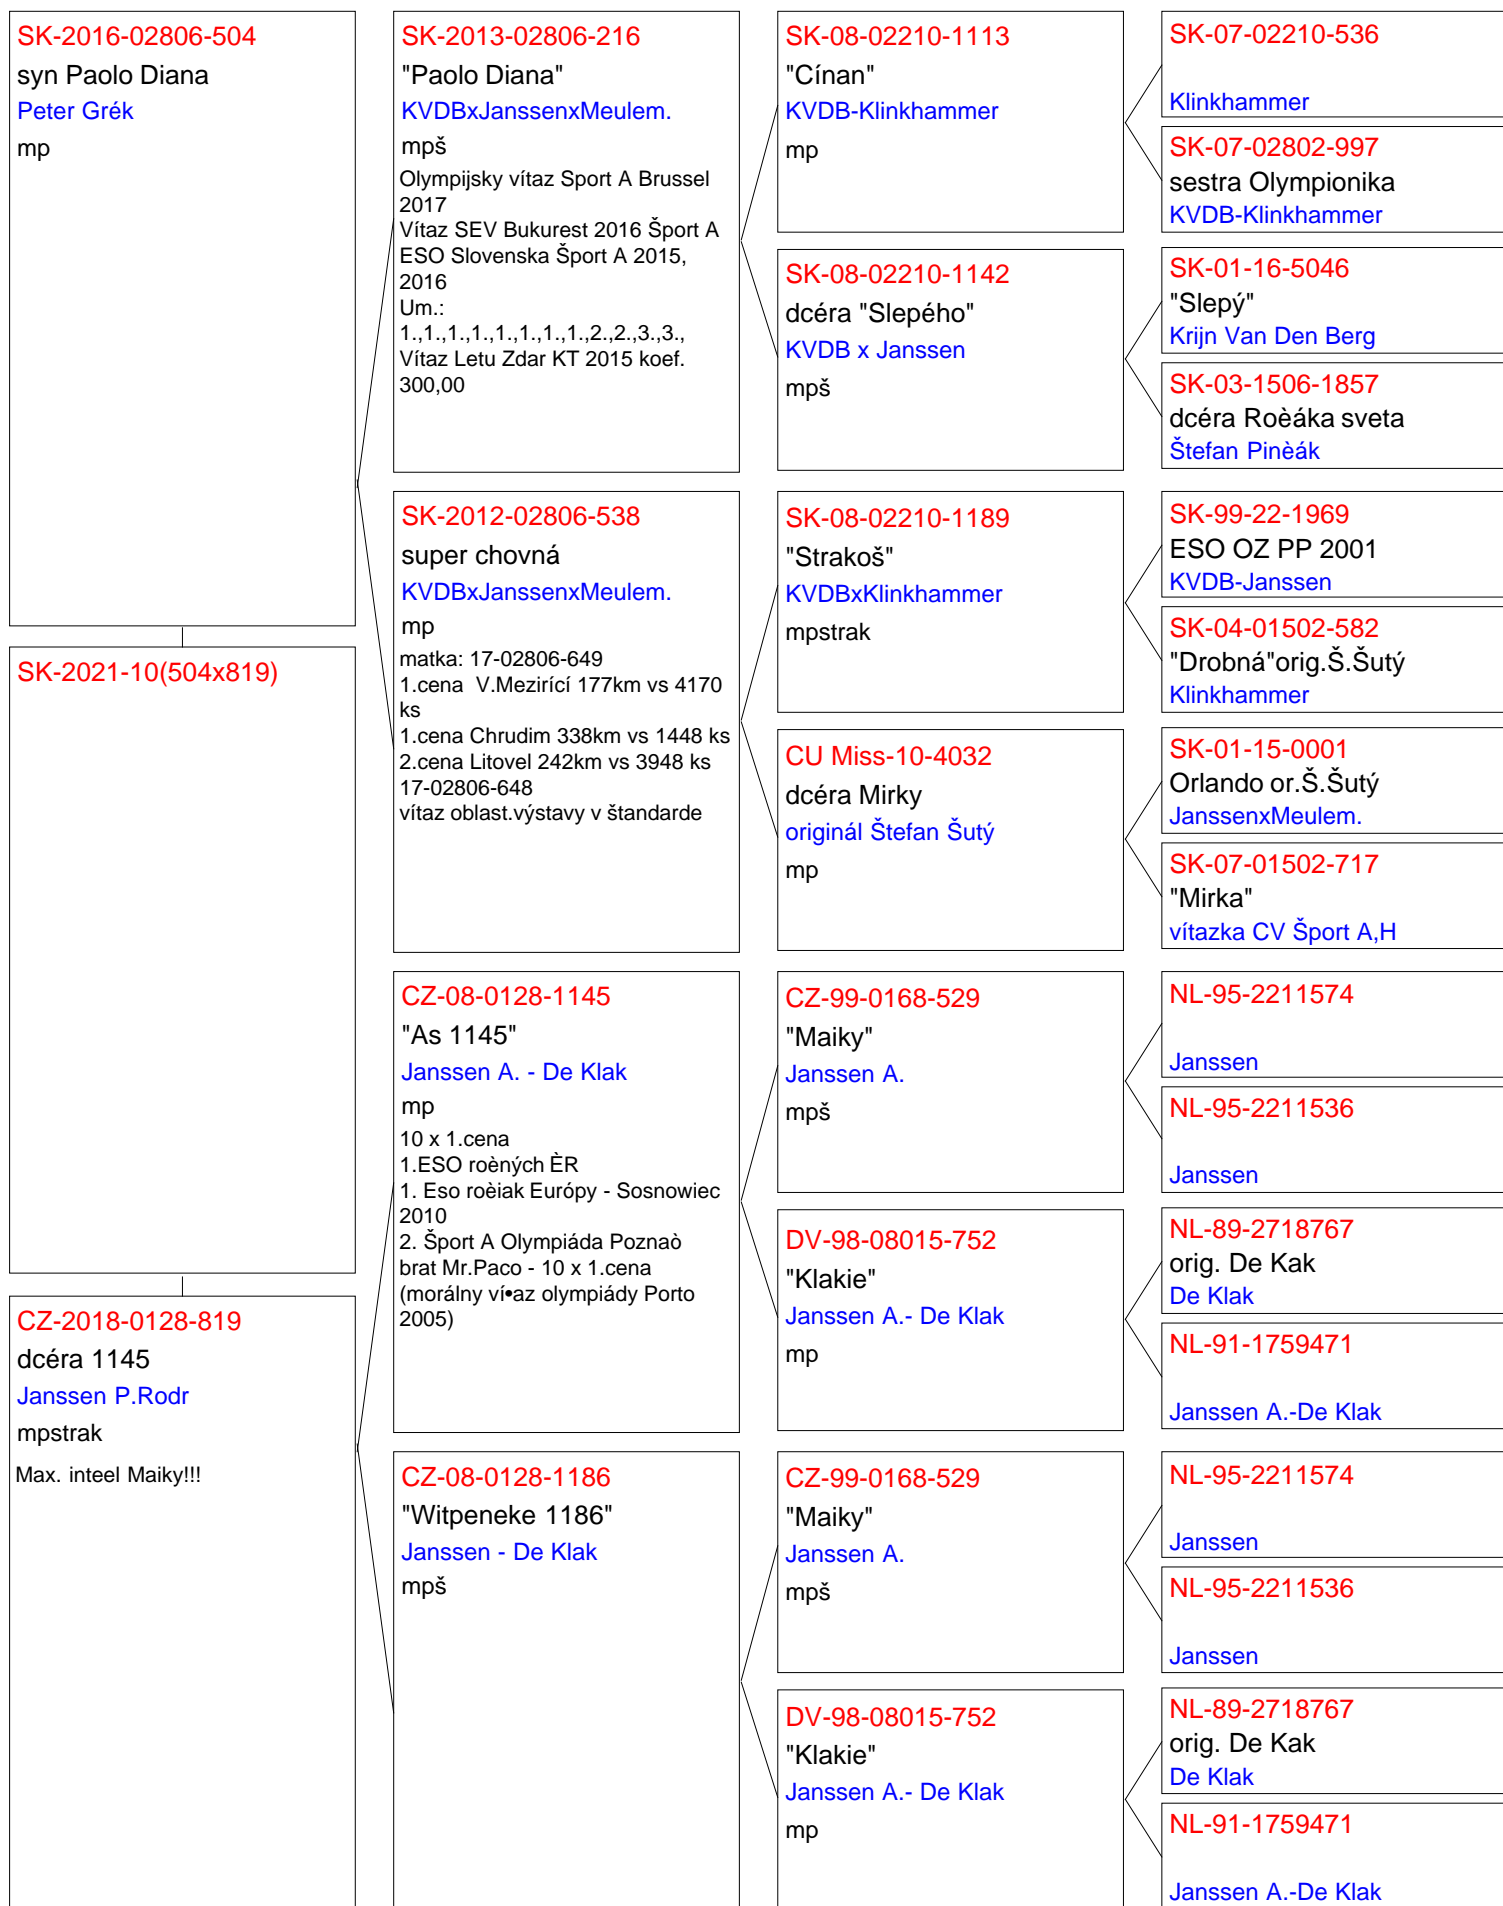 SK-2016-02806-504
syn Paolo Diana
Peter Grék
mp
SK-2021-10(504x819)
CZ-2018-0128-819
dcéra 1145
Janssen P.Rodr
mpstrak
Max. inteel Maiky!!!
SK-2013-02806-216
"Paolo Diana"
KVDBxJanssenxMeulem.
mpš
Olympijsky vítaz Sport A Brussel
2017
Vítaz SEV Bukurest 2016 Šport A
ESO Slovenska Šport A 2015,
2016
Um.:
1.,1.,1.,1.,1.,1.,1.,1.,2.,2.,3.,3.,
Vítaz Letu Zdar KT 2015 koef.
300,00
SK-2012-02806-538
super chovná
KVDBxJanssenxMeulem.
mp
matka: 17-02806-649
1.cena  V.Mezirící 177km vs 4170
ks
1.cena Chrudim 338km vs 1448 ks
2.cena Litovel 242km vs 3948 ks
17-02806-648
vítaz oblast.výstavy v štandarde
CZ-08-0128-1145
"As 1145"
Janssen A. - De Klak
mp
10 x 1.cena
1.ESO roèných ÈR
1. Eso roèiak Európy - Sosnowiec
2010
2. Šport A Olympiáda Poznaò
brat Mr.Paco - 10 x 1.cena
(morálny ví•az olympiády Porto
2005)
CZ-08-0128-1186
"Witpeneke 1186"
Janssen - De Klak
mpš
SK-08-02210-1113
"Cínan"
KVDB-Klinkhammer
mp
SK-08-02210-1142
dcéra "Slepého"
KVDB x Janssen
mpš
SK-08-02210-1189
"Strakoš"
KVDBxKlinkhammer
mpstrak
CU Miss-10-4032
dcéra Mirky
originál Štefan Šutý
mp
CZ-99-0168-529
"Maiky"
Janssen A.
mpš
DV-98-08015-752
"Klakie"
Janssen A.- De Klak
mp
CZ-99-0168-529
"Maiky"
Janssen A.
mpš
DV-98-08015-752
"Klakie"
Janssen A.- De Klak
mp
SK-07-02210-536
Klinkhammer
SK-07-02802-997
sestra Olympionika
KVDB-Klinkhammer
SK-01-16-5046
"Slepý"
Krijn Van Den Berg
SK-03-1506-1857
dcéra Roèáka sveta
Štefan Pinèák
SK-99-22-1969
ESO OZ PP 2001
KVDB-Janssen
SK-04-01502-582
"Drobná"orig.Š.Šutý
Klinkhammer
SK-01-15-0001
Orlando or.Š.Šutý
JanssenxMeulem.
SK-07-01502-717
"Mirka"
vítazka CV Šport A,H
NL-95-2211574
Janssen
NL-95-2211536
Janssen
NL-89-2718767
orig. De Kak
De Klak
NL-91-1759471
Janssen A.-De Klak
NL-95-2211574
Janssen
NL-95-2211536
Janssen
NL-89-2718767
orig. De Kak
De Klak
NL-91-1759471
Janssen A.-De Klak